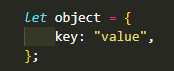 let object = {
    key: "value",
};